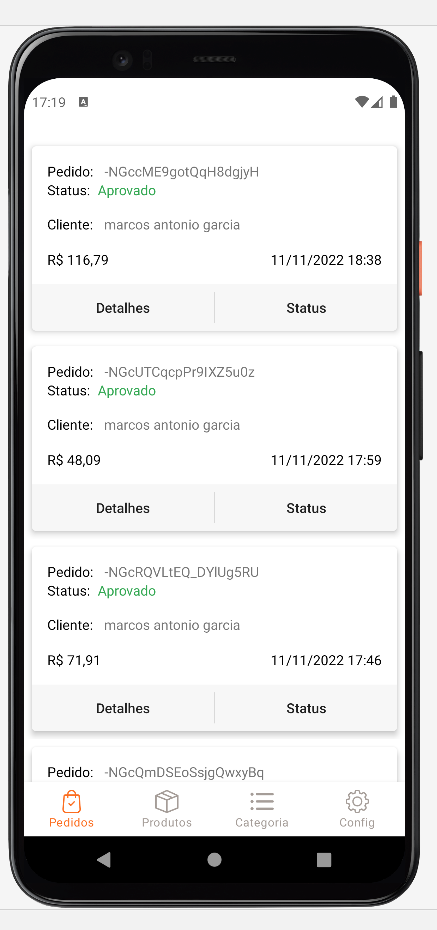 17:19 A
Pedido: -NGccME9gotQqH8dgjyH
Status: Aprovado
Cliente: marcos antonio garcia
R$ 116,79 11/11/2022 18:38
Detalhes Status
Pedido: -NGcUTCqcpPr9IXZ5u0z
Status: Aprovado
Cliente: marcos antonio garcia
R$ 48,09 11/11/2022 17:59
Detalhes Status
Pedido: -NGcRQVLtEQ_DYlUg5RU
Status: Aprovado
Cliente: marcos antonio garcia
R$ 71,91 11/11/2022 17:46
Detalhes Status
Pedido: -NGcQmDSEoSsjgQwxyBq
Pedidos Produtos Categoria Config